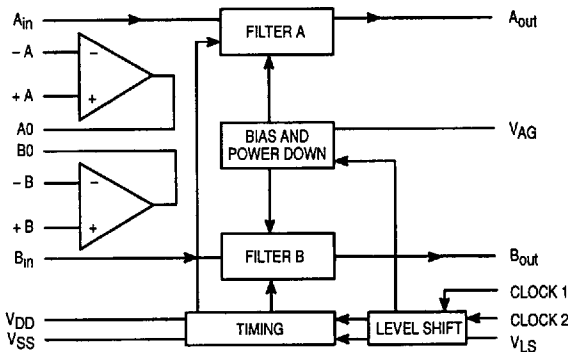 A_in
FILTER A
A_out
– A
–
+ A
+
A0
B0
BIAS AND
POWER DOWN
V_AG
– B
–
+ B
+
B_in
FILTER B
B_out
CLOCK 1
V_DD
TIMING
LEVEL SHIFT
CLOCK 2
V_SS
V_LS